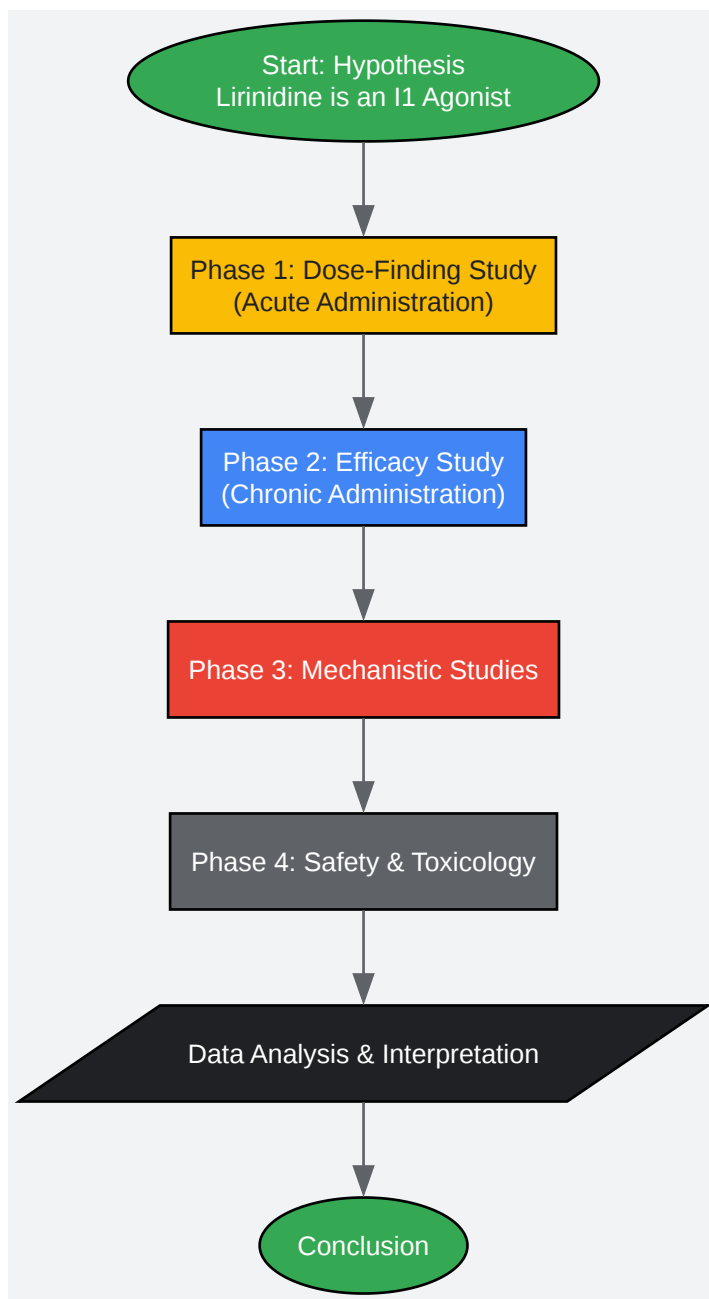 Start: Hypothesis
Lirinidine is an I1 Agonist
Phase 1: Dose-Finding Study
(Acute Administration)
Phase 2: Efficacy Study
(Chronic Administration)
Phase 3: Mechanistic Studies
Phase 4: Safety & Toxicology
Data Analysis & Interpretation
Conclusion